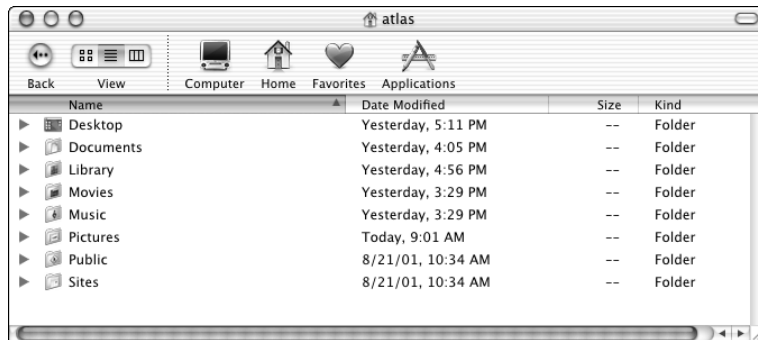 atlas
Back View Computer Home Favorites Applications
Name Date Modified Size Kind
Desktop Yesterday, 5:11 PM -- Folder
Documents Yesterday, 4:05 PM -- Folder
Library Yesterday, 4:56 PM -- Folder
Movies Yesterday, 3:29 PM -- Folder
Music Yesterday, 3:29 PM -- Folder
Pictures Today, 9:01 AM -- Folder
Public 8/21/01, 10:34 AM -- Folder
Sites 8/21/01, 10:34 AM -- Folder